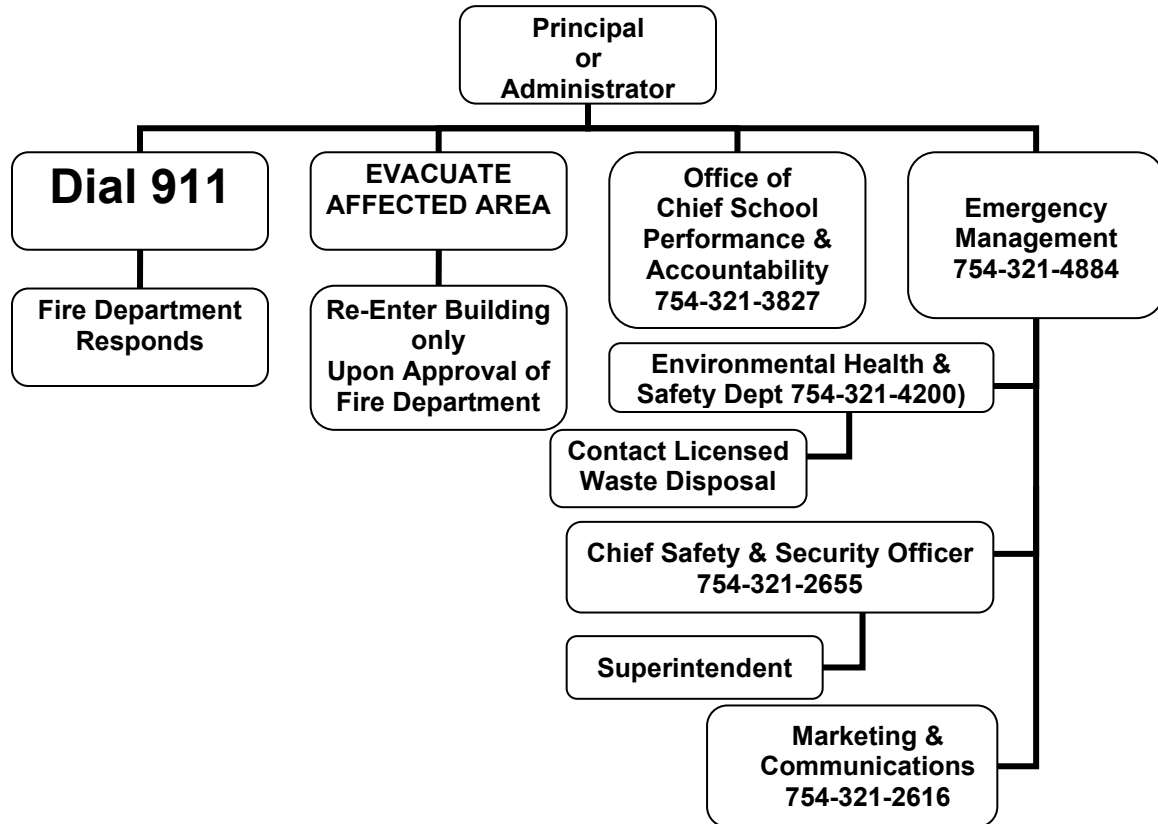 Principal
or
Administrator
Dial 911
EVACUATE
AFFECTED AREA
Office of
Chief School
Performance &
Accountability
754-321-3827
Emergency
Management
754-321-4884
Fire Department
Responds
Re-Enter Building
only
Upon Approval of
Fire Department
Environmental Health &
Safety Dept 754-321-4200)
Contact Licensed
Waste Disposal
Chief Safety & Security Officer
754-321-2655
Superintendent
Marketing &
Communications
754-321-2616